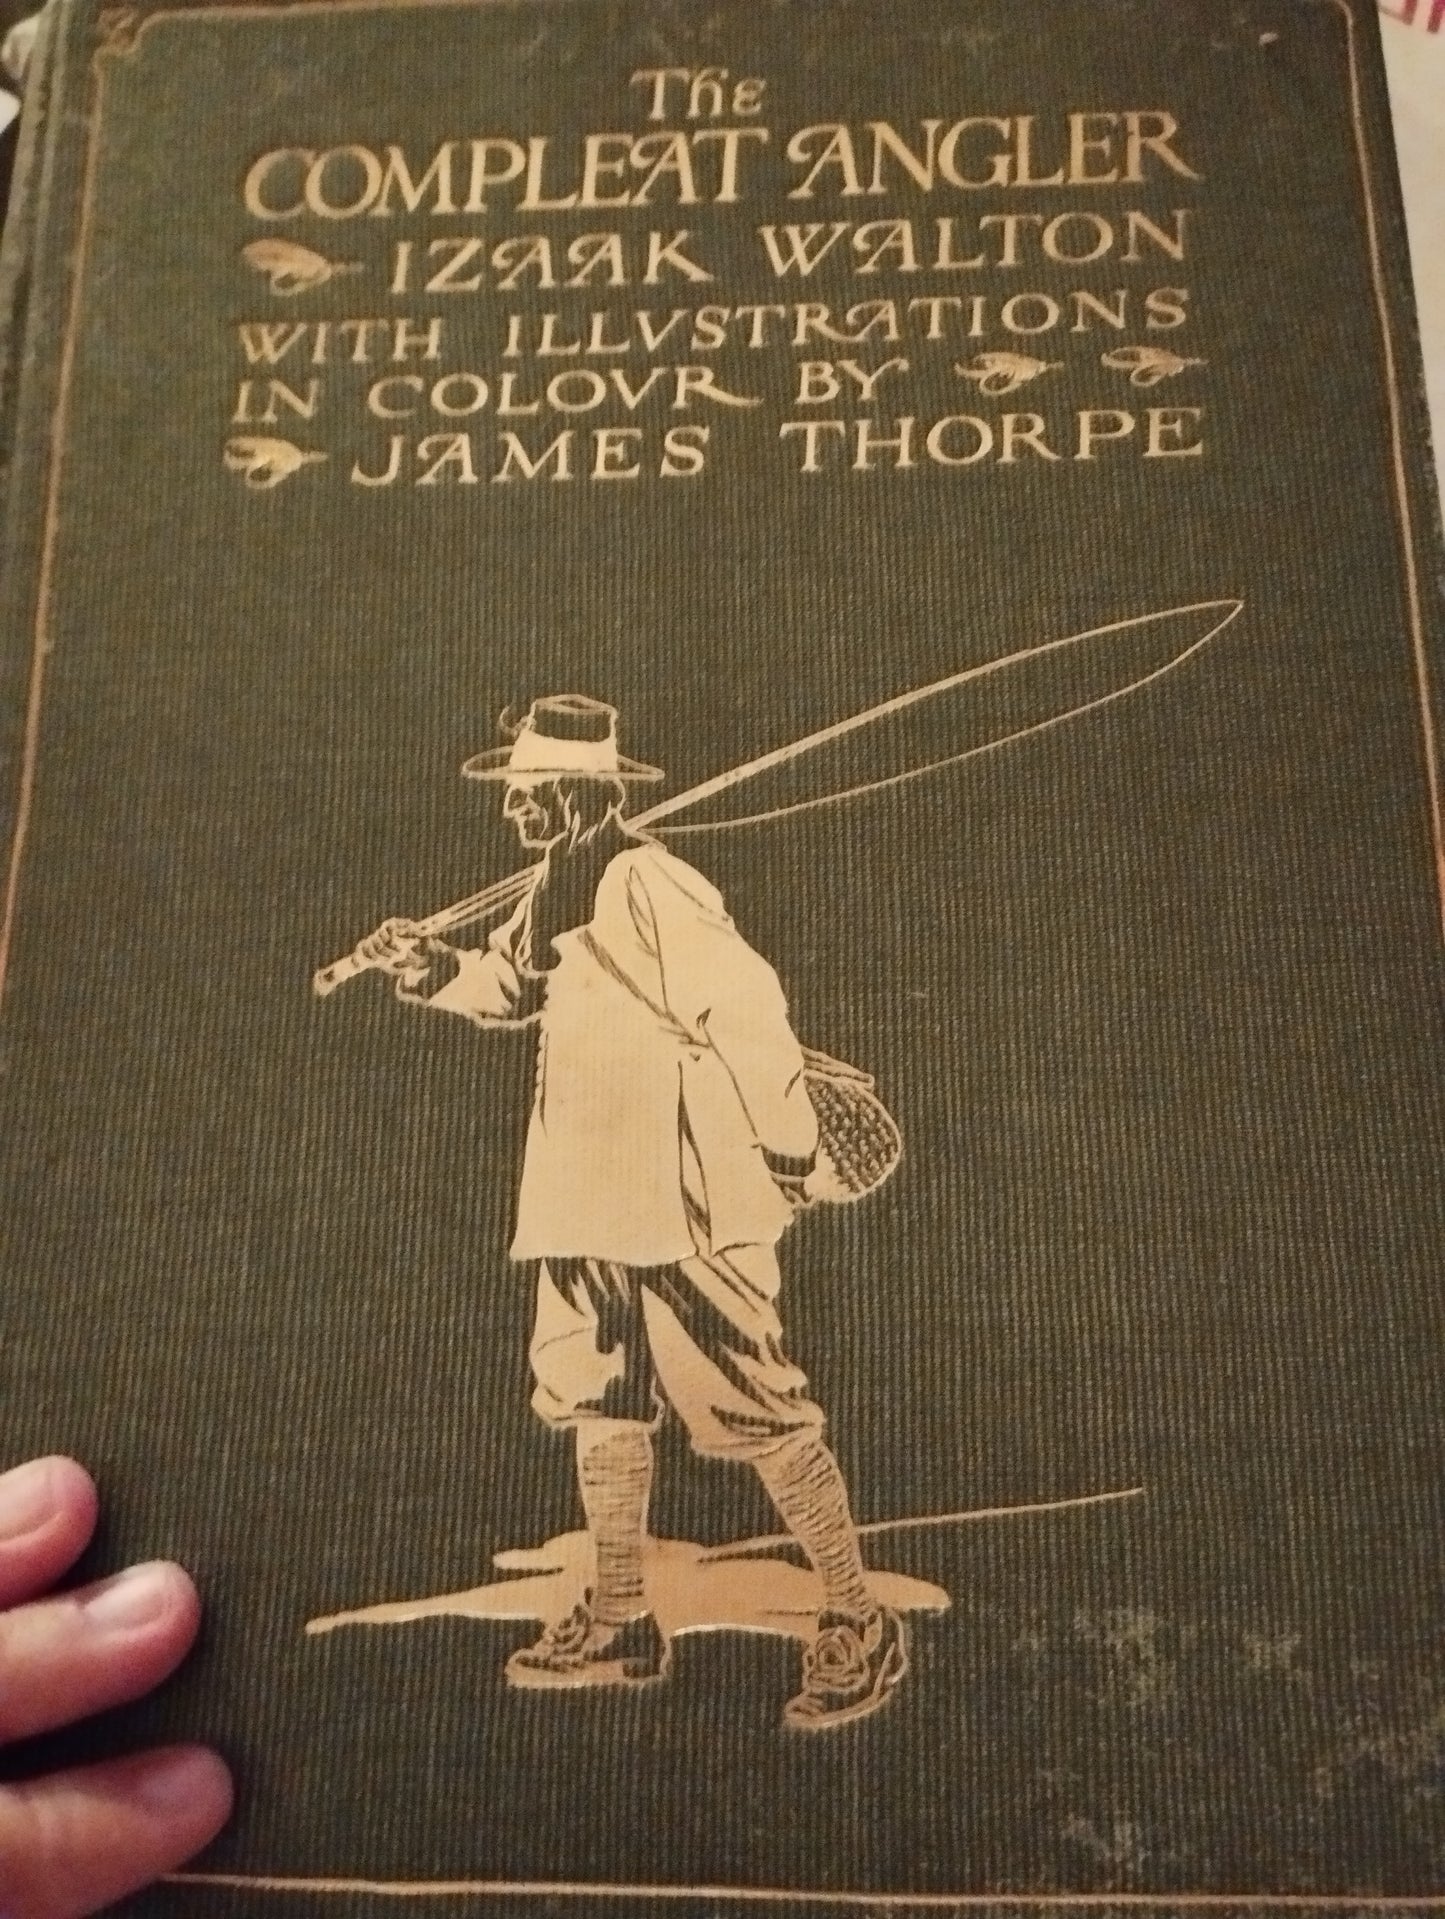 The
COMPLEAT ANGLER
IZAAK WALTON
WITH ILLVSTRATIONS
IN COLOVR BY
JAMES THORPE